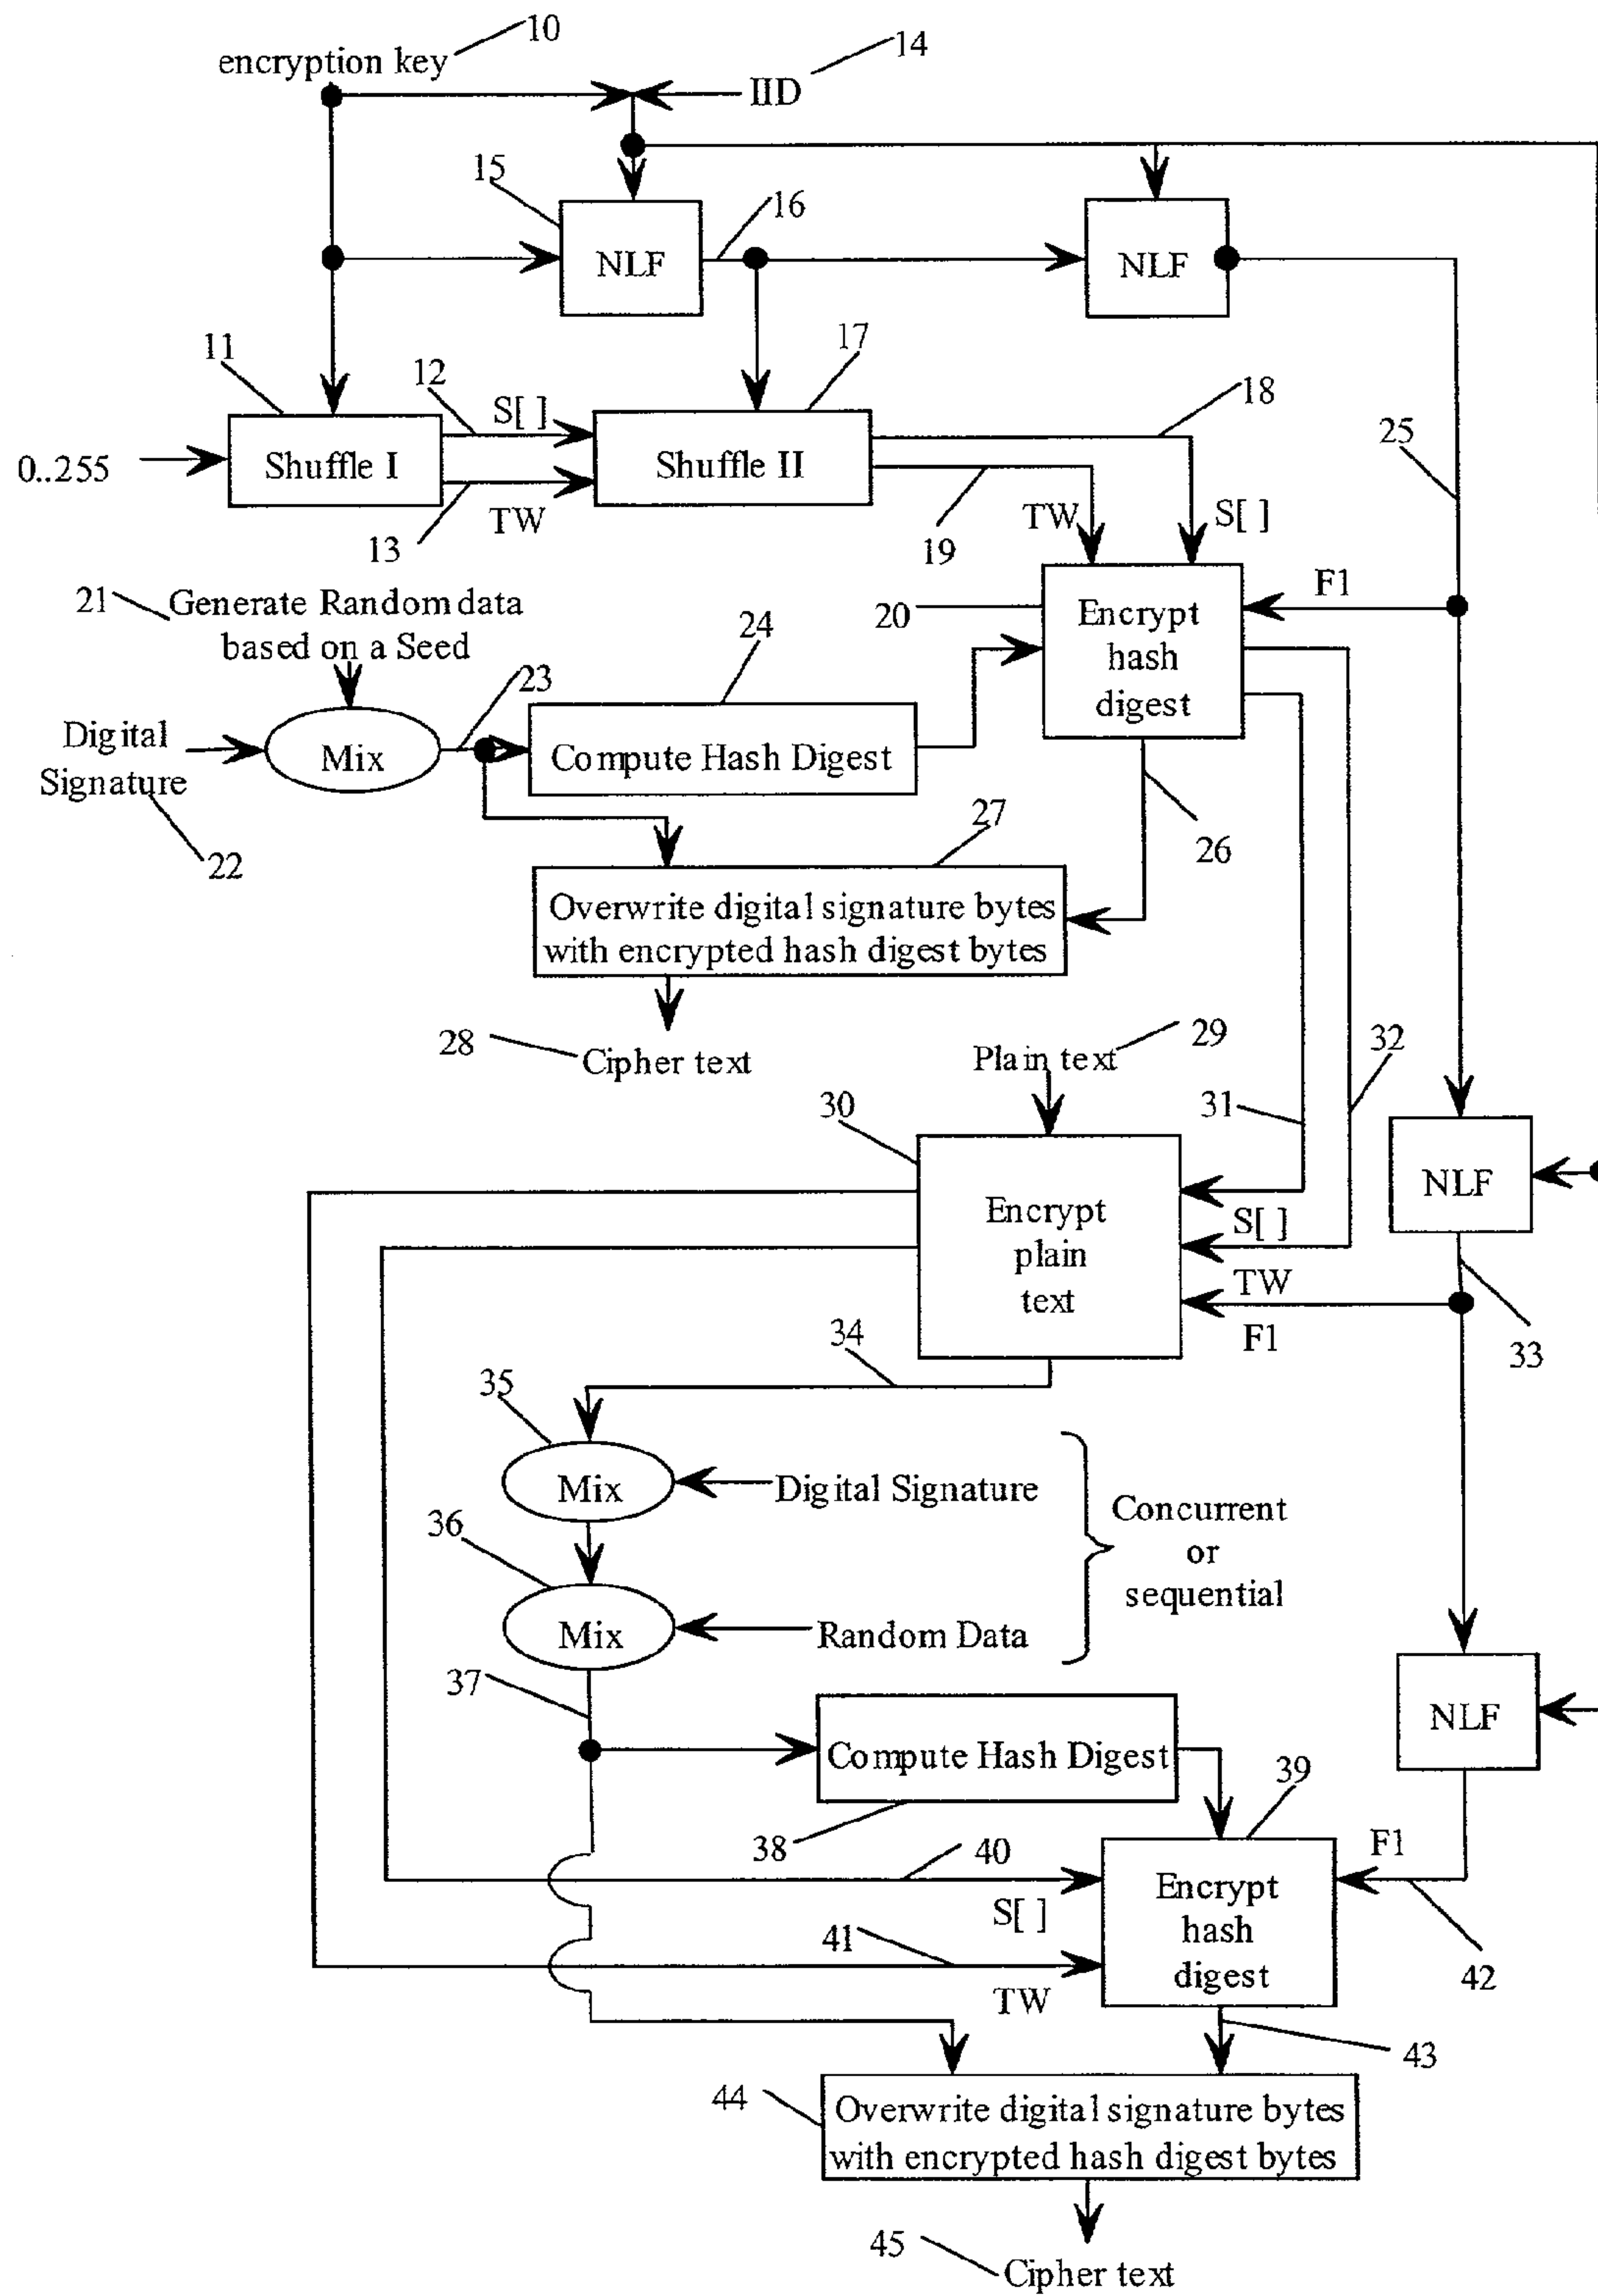 10
encryption key
14
IID
15
16
NLF
NLF
11
12
17
18
25
S[ ]
0..255
Shuffle I
Shuffle II
13
TW
19
TW
S[ ]
21
Generate Random data
based on a Seed
20
F1
Encrypt
hash
digest
24
23
Digital
Signature
Mix
Compute Hash Digest
22
27
26
Overwrite digital signature bytes
with encrypted hash digest bytes
28
Cipher text
29
Plain text
32
30
31
NLF
Encrypt
plain
text
S[ ]
TW
F1
33
34
35
Mix
Digital Signature
Concurrent
or
sequential
36
Mix
Random Data
37
NLF
Compute Hash Digest
39
38
40
F1
Encrypt
hash
digest
S[ ]
41
42
TW
43
44
Overwrite digital signature bytes
with encrypted hash digest bytes
45
Cipher text